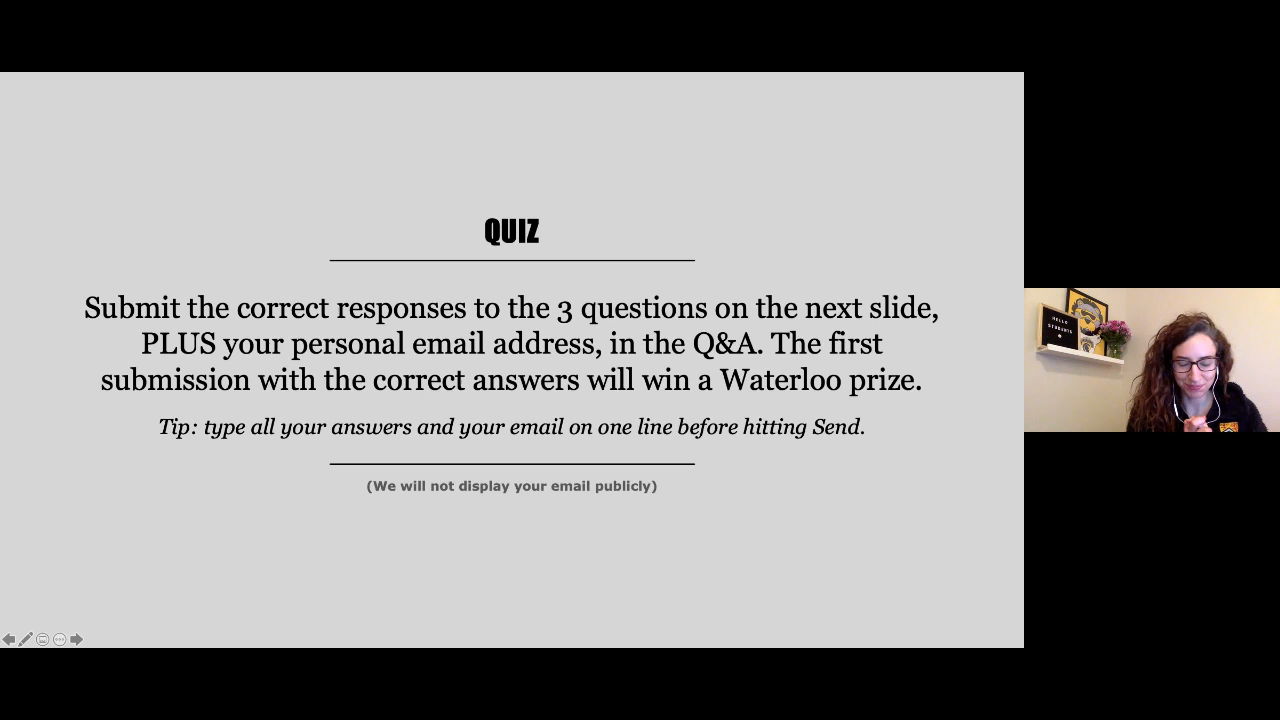 QUIZ
Submit the correct responses to the 3 questions on the next slide,
PLUS your personal email address, in the Q&A. The first
submission with the correct answers will win a Waterloo prize.
Tip: type all your answers and your email on one line before hitting Send.
(We will not display your email publicly)
HELLO
STUDENTS